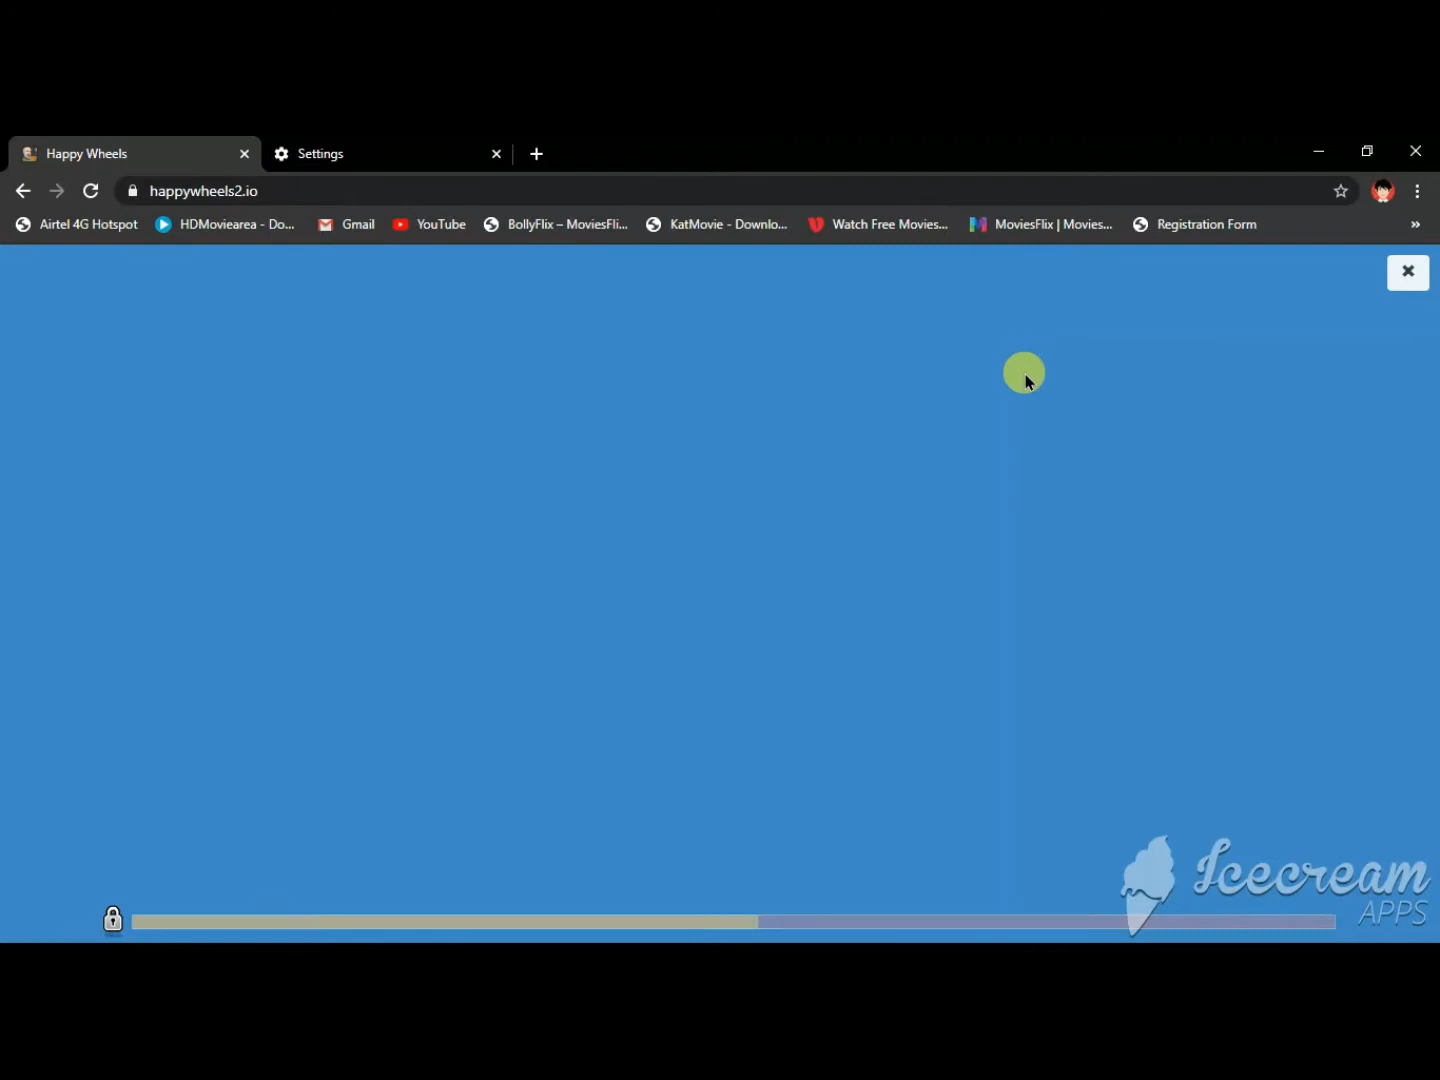 Happy Wheels
Settings
happywheels2.io
Airtel 4G Hotspot
HDMoviearea - Do...
Gmail
YouTube
BollyFlix – MoviesFli...
KatMovie - Downlo...
Watch Free Movies...
MoviesFlix | Movies...
Registration Form
Icecream
APPS